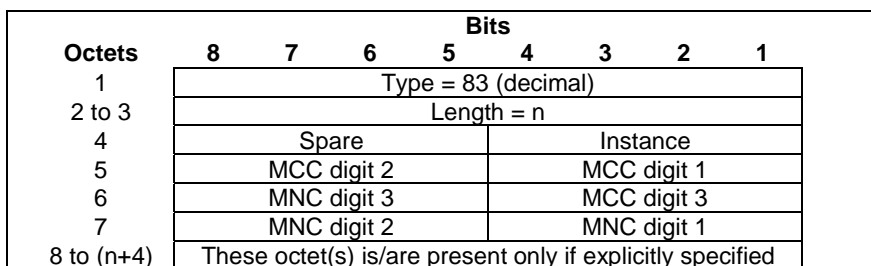 Bits
Octets 8 7 6 5 4 3 2 1
1 Type = 83 (decimal)
2 to 3 Length = n
4 Spare Instance
5 MCC digit 2 MCC digit 1
6 MNC digit 3 MCC digit 3
7 MNC digit 2 MNC digit 1
8 to (n+4) These octet(s) is/are present only if explicitly specified